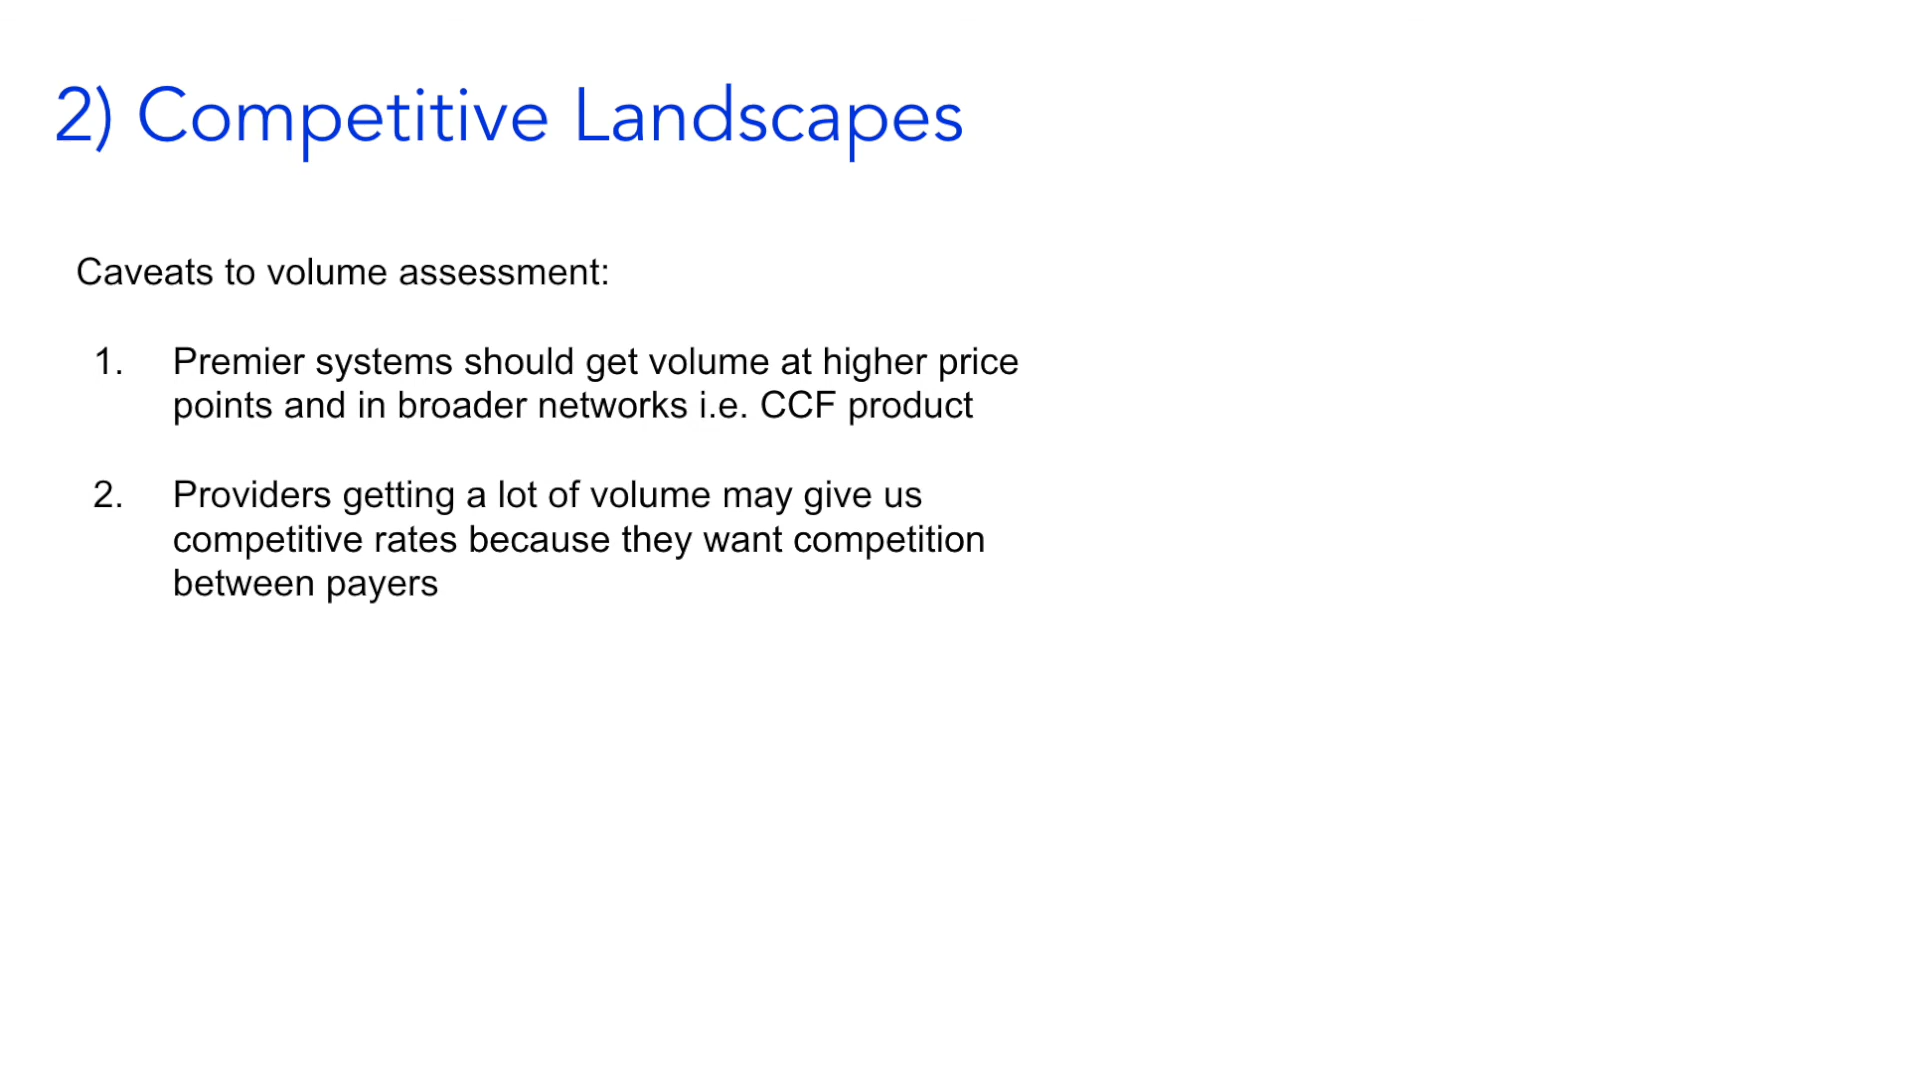 2) Competitive Landscapes
Caveats to volume assessment:
1. Premier systems should get volume at higher price
points and in broader networks i.e. CCF product
2. Providers getting a lot of volume may give us
competitive rates because they want competition
between payers